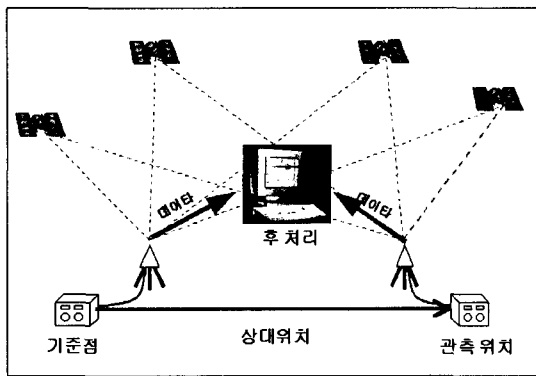 데이타
데이타
후 처리
기준점
상대위치
관측 위치